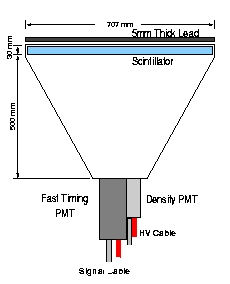 707 mm
5mm Thick Lead
30 mm
Scintillator
500 mm
Fast Timing
PMT
Density PMT
HV Cable
Signal Cable